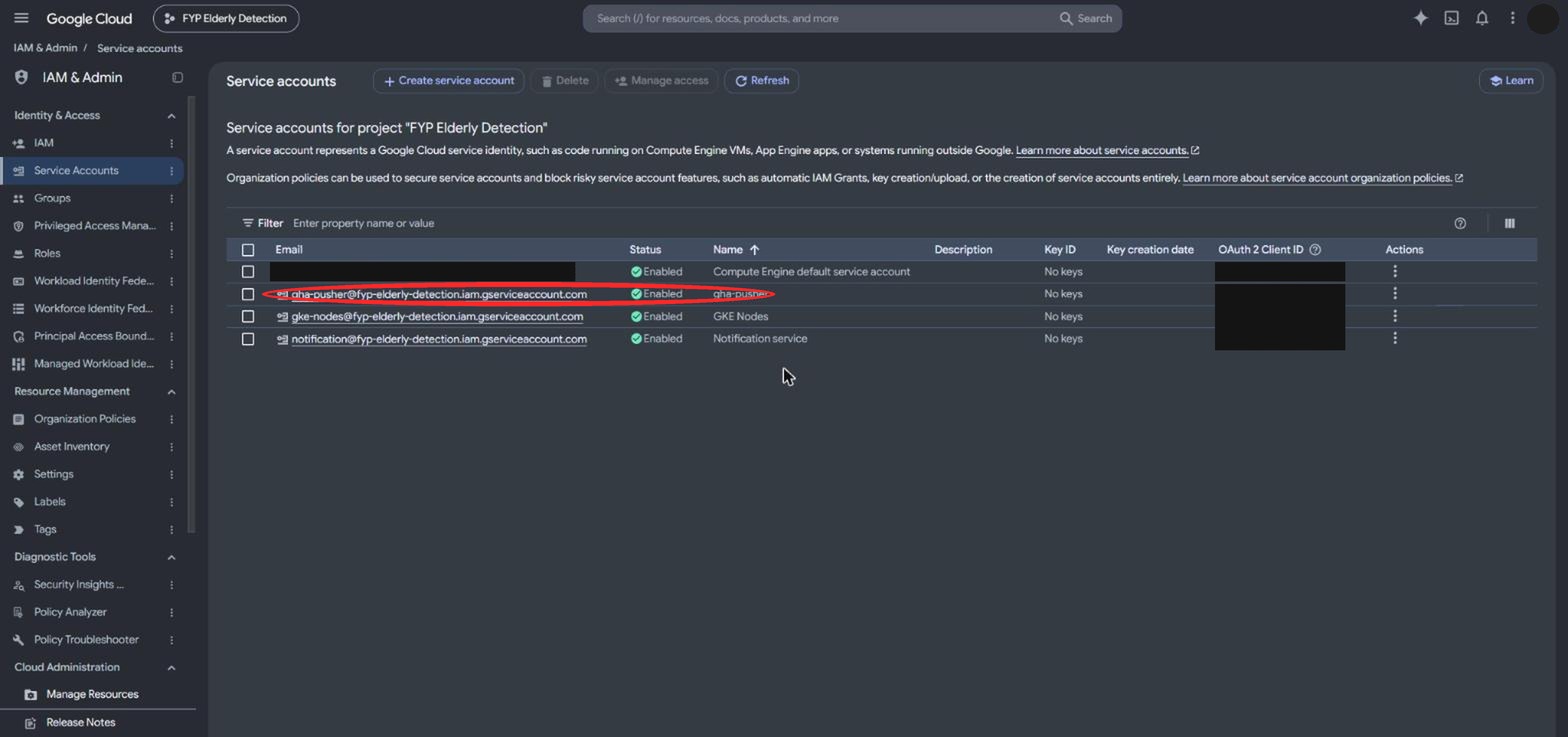 Google Cloud FYP Elderly Detection Search (/) for resources, docs, products, and more Search
IAM & Admin / Service accounts
IAM & Admin
Identity & Access
IAM
Service Accounts
Groups
Privileged Access Mana...
Roles
Workload Identity Fede...
Workforce Identity Fed...
Principal Access Bound...
Managed Workload Ide...
Resource Management
Organization Policies
Asset Inventory
Settings
Labels
Tags
Diagnostic Tools
Security Insights ...
Policy Analyzer
Policy Troubleshooter
Cloud Administration
Manage Resources
Release Notes
Service accounts + Create service account Delete Manage access Refresh Learn
Service accounts for project "FYP Elderly Detection"
A service account represents a Google Cloud service identity, such as code running on Compute Engine VMs, App Engine apps, or systems running outside Google. Learn more about service accounts.
Organization policies can be used to secure service accounts and block risky service account features, such as automatic IAM Grants, key creation/upload, or the creation of service accounts entirely. Learn more about service account organization policies.
Filter Enter property name or value
Email Status Name Description Key ID Key creation date OAuth 2 Client ID Actions
Enabled Compute Engine default service account No keys
gha-pusher@fyp-elderly-detection.iam.gserviceaccount.com Enabled gha-pusher No keys
gke-nodes@fyp-elderly-detection.iam.gserviceaccount.com Enabled GKE Nodes No keys
notification@fyp-elderly-detection.iam.gserviceaccount.com Enabled Notification service No keys